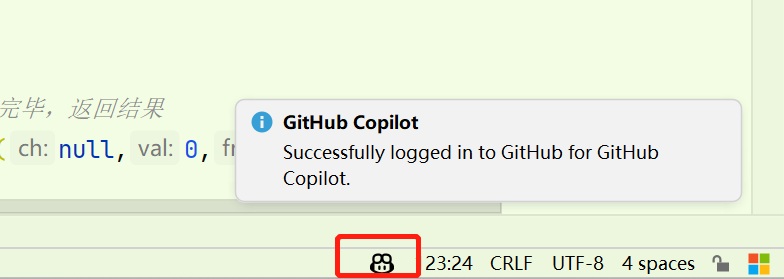 完毕，返回结果
GitHub Copilot
( ch: null, val: 0,
Successfully logged in to GitHub for GitHub
Copilot.
23:24 CRLF UTF-8 4 spaces